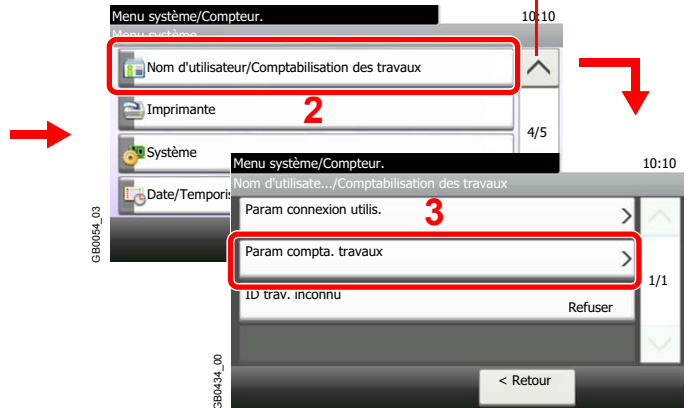 Menu système/Compteur.
10:10
Menu système
Nom d'utilisateur/Comptabilisation des travaux
Imprimante
2
4/5
Système
Date/Temporis
GB0054_03
Menu système/Compteur.
10:10
Nom d'utilisate.../Comptabilisation des travaux
Param connexion utilis.
3
Param compta. travaux
1/1
ID trav. inconnu
Refuser
< Retour
GB0434_00